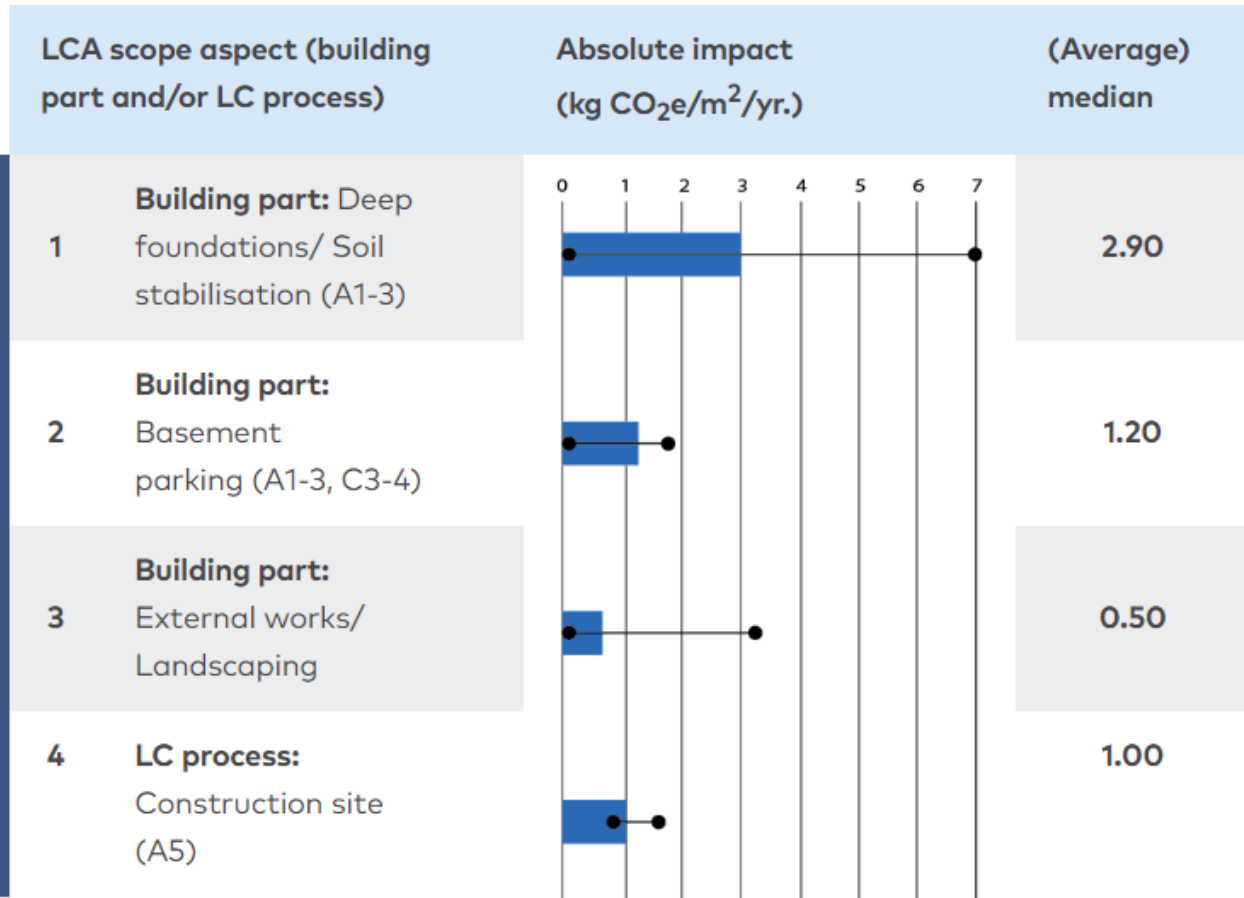 LCA scope aspect (building
part and/or LC process)
Absolute impact
(kg CO₂e/m²/yr.)
(Average)
median
0 1 2 3 4 5 6 7
1
Building part: Deep
foundations/ Soil
stabilisation (A1-3)
2.90
2
Building part:
Basement
parking (A1-3, C3-4)
1.20
3
Building part:
External works/
Landscaping
0.50
4
LC process:
Construction site
(A5)
1.00